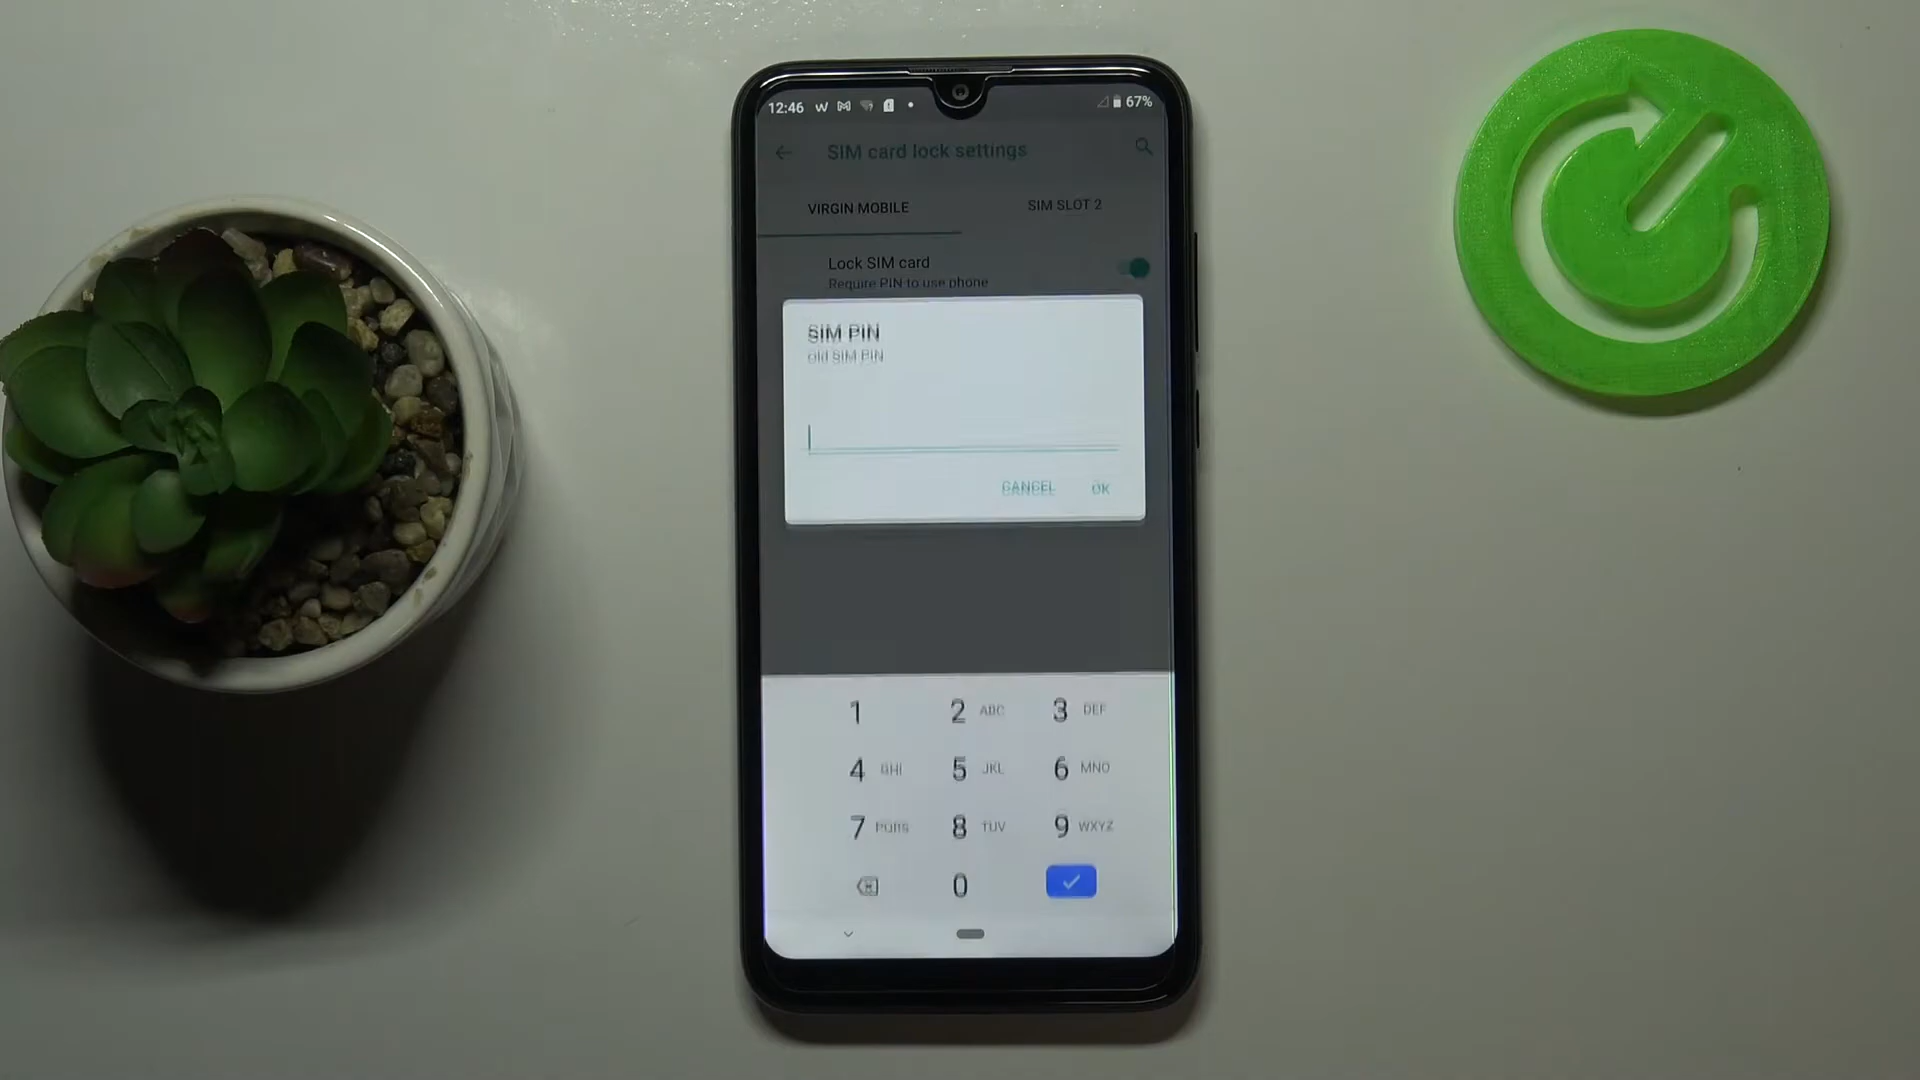 12:46
67%
SIM card lock settings
VIRGIN MOBILE
SIM SLOT 2
Lock SIM card
Require PIN to use phone
SIM PIN
old SIM PIN
CANCEL
OK
1
2 ABC
3 DEF
4 GHI
5 JKL
6 MNO
7 PQRS
8 TUV
9 WXYZ
0